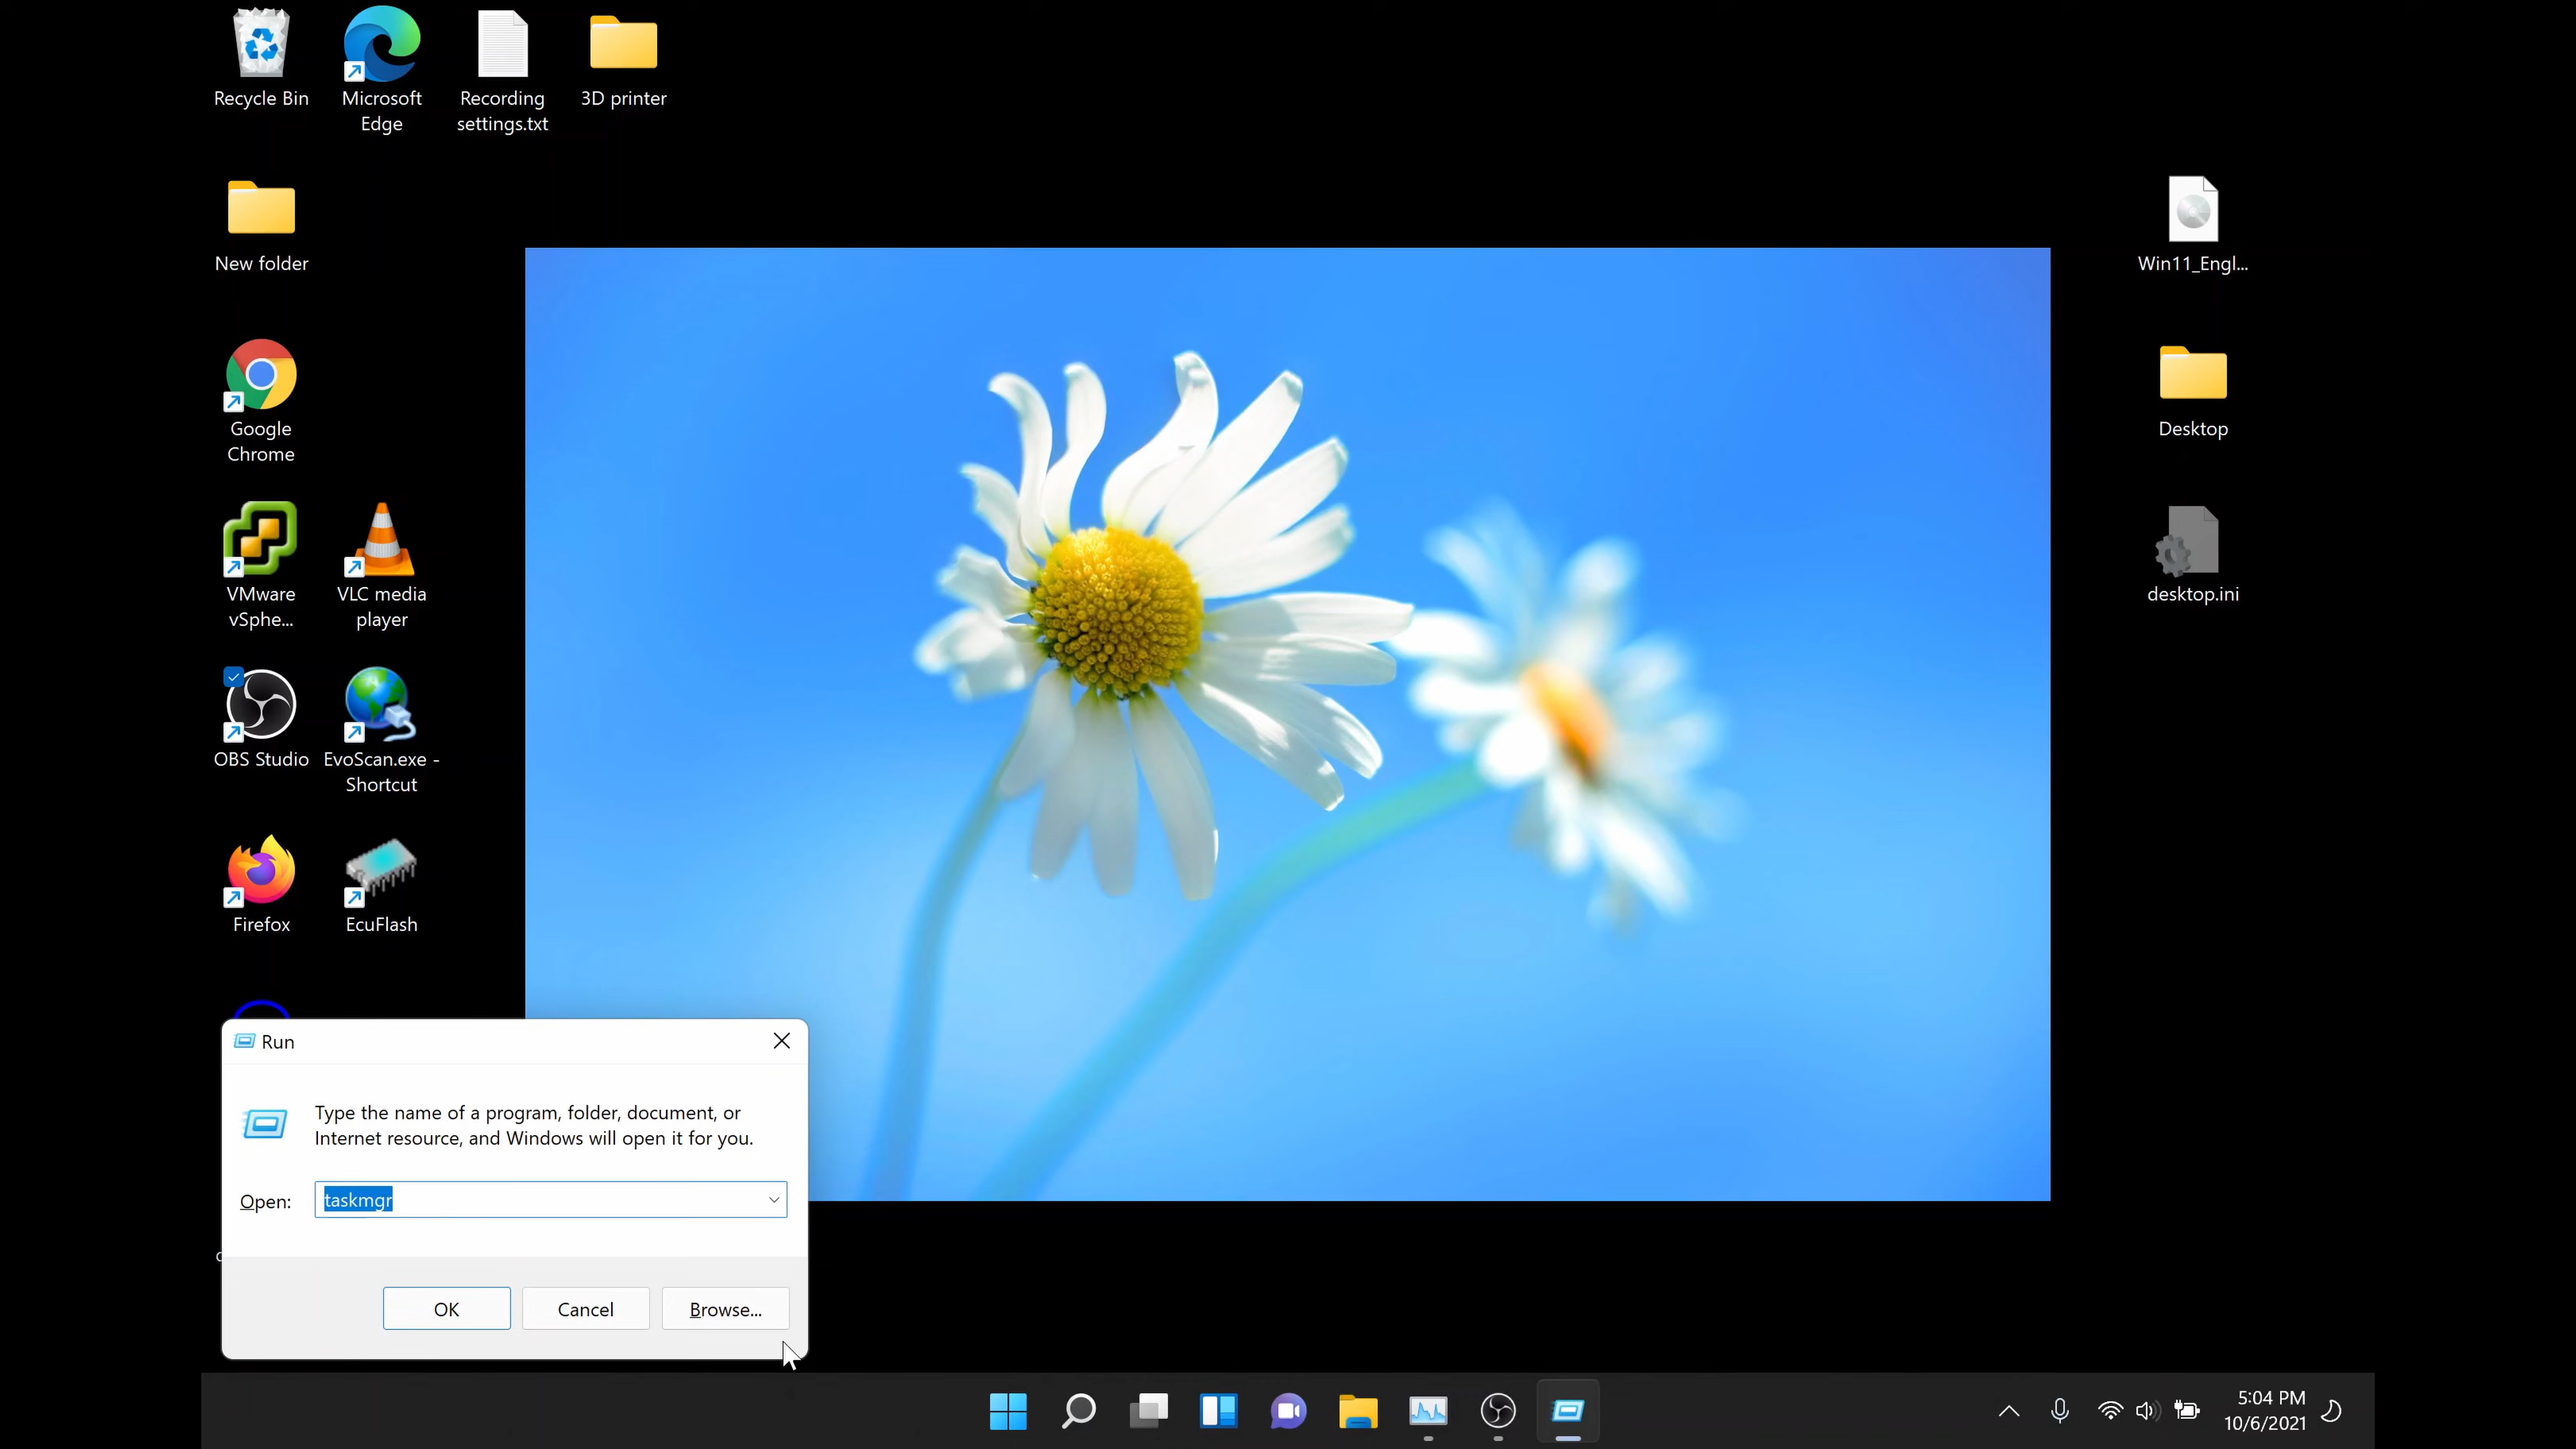 Recycle Bin
Microsoft
Edge
Recording
settings.txt
3D printer
New folder
Win11_Engl...
Google
Chrome
Desktop
VMware
vSphe...
VLC media
player
desktop.ini
OBS Studio
EvoScan.exe -
Shortcut
Firefox
EcuFlash
Run
Type the name of a program, folder, document, or
Internet resource, and Windows will open it for you.
Open:
taskmgr
OK
Cancel
Browse...
5:04 PM
10/6/2021